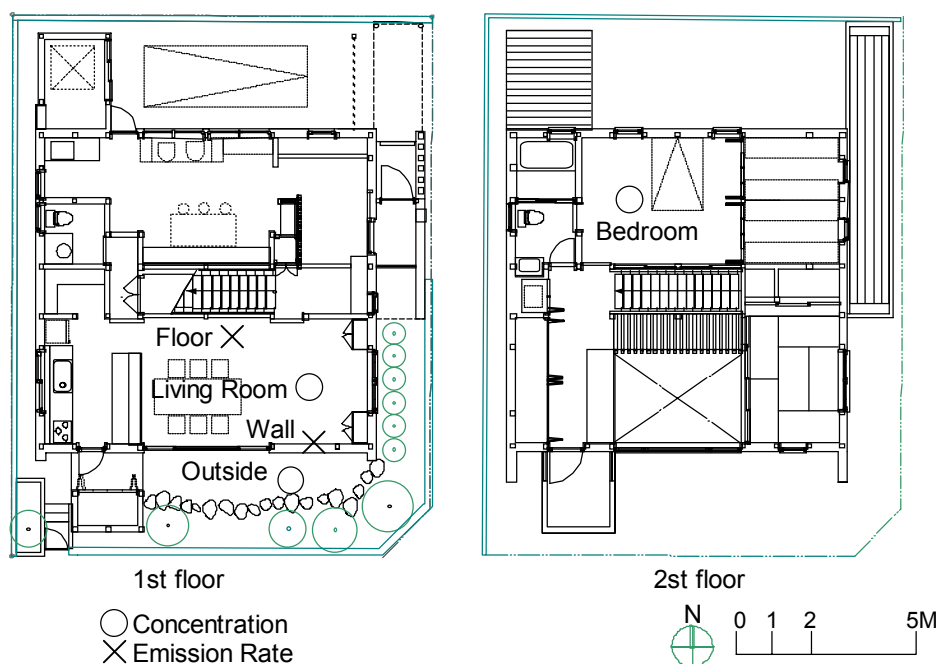 Bedroom
Floor
Living Room
Wall
Outside
1st floor
2st floor
Concentration
Emission Rate
N
0 1 2 5M